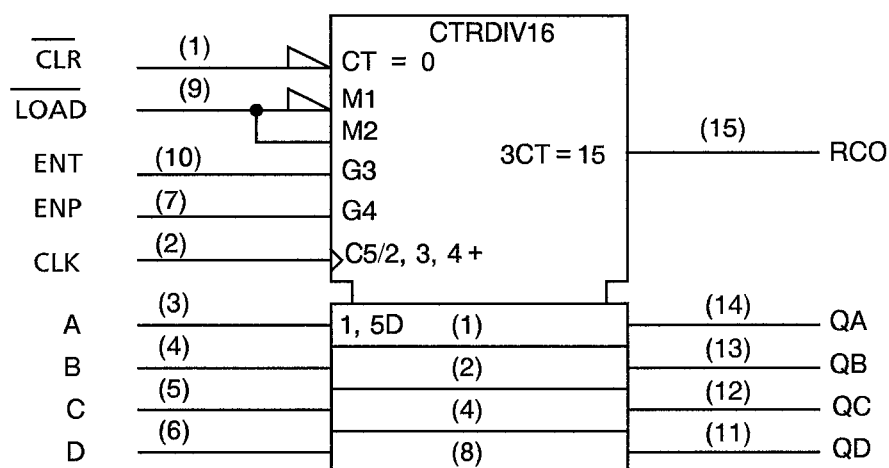 CTRDIV16
CLR (1) CT = 0
LOAD (9) M1
M2
ENT (10) G3 3CT = 15 (15) RCO
ENP (7) G4
CLK (2) C5/2, 3, 4 +
A (3) 1, 5D (1) (14) QA
B (4) (2) (13) QB
C (5) (4) (12) QC
D (6) (8) (11) QD